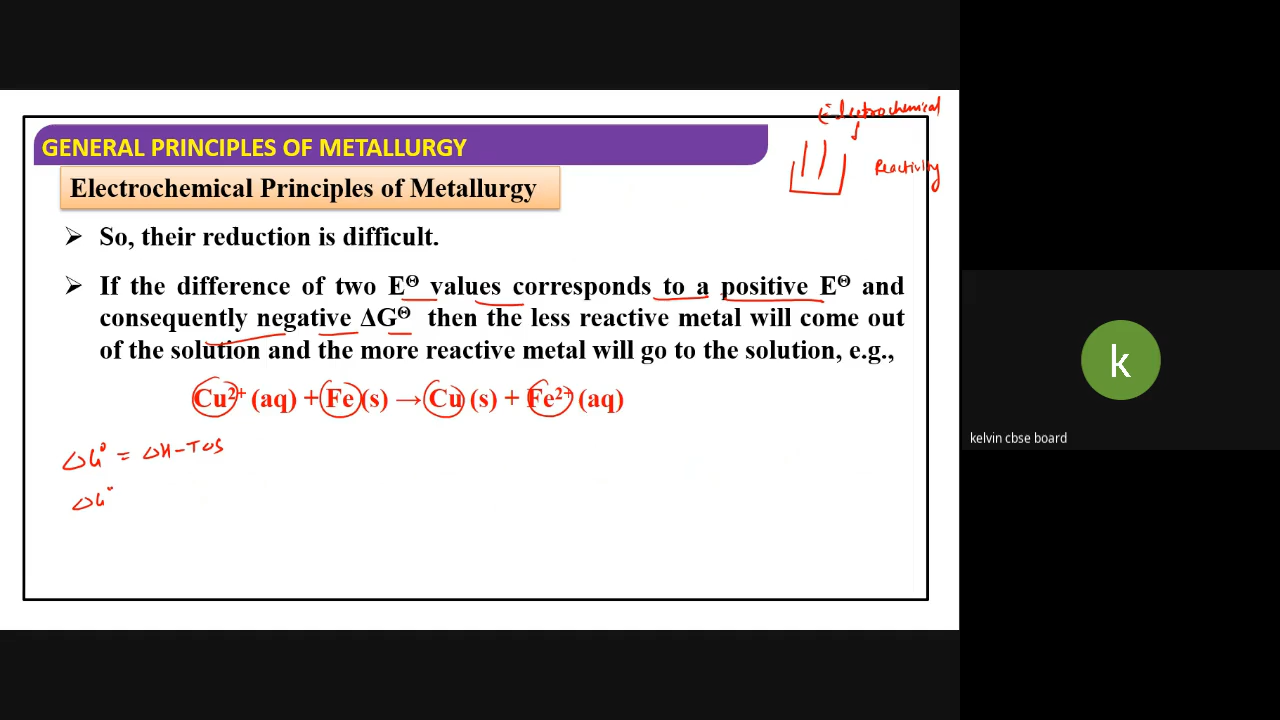 Electrochemical
GENERAL PRINCIPLES OF METALLURGY
Reactivity
Electrochemical Principles of Metallurgy
➢ So, their reduction is difficult.
➢ If the difference of two E⊖ values corresponds to a positive E⊖ and
consequently negative ΔG⊖ then the less reactive metal will come out
of the solution and the more reactive metal will go to the solution, e.g.,
Cu²⁺ (aq) + Fe (s) → Cu (s) + Fe²⁺ (aq)
ΔG° = ΔH - TΔS
ΔG°
k
kelvin cbse board